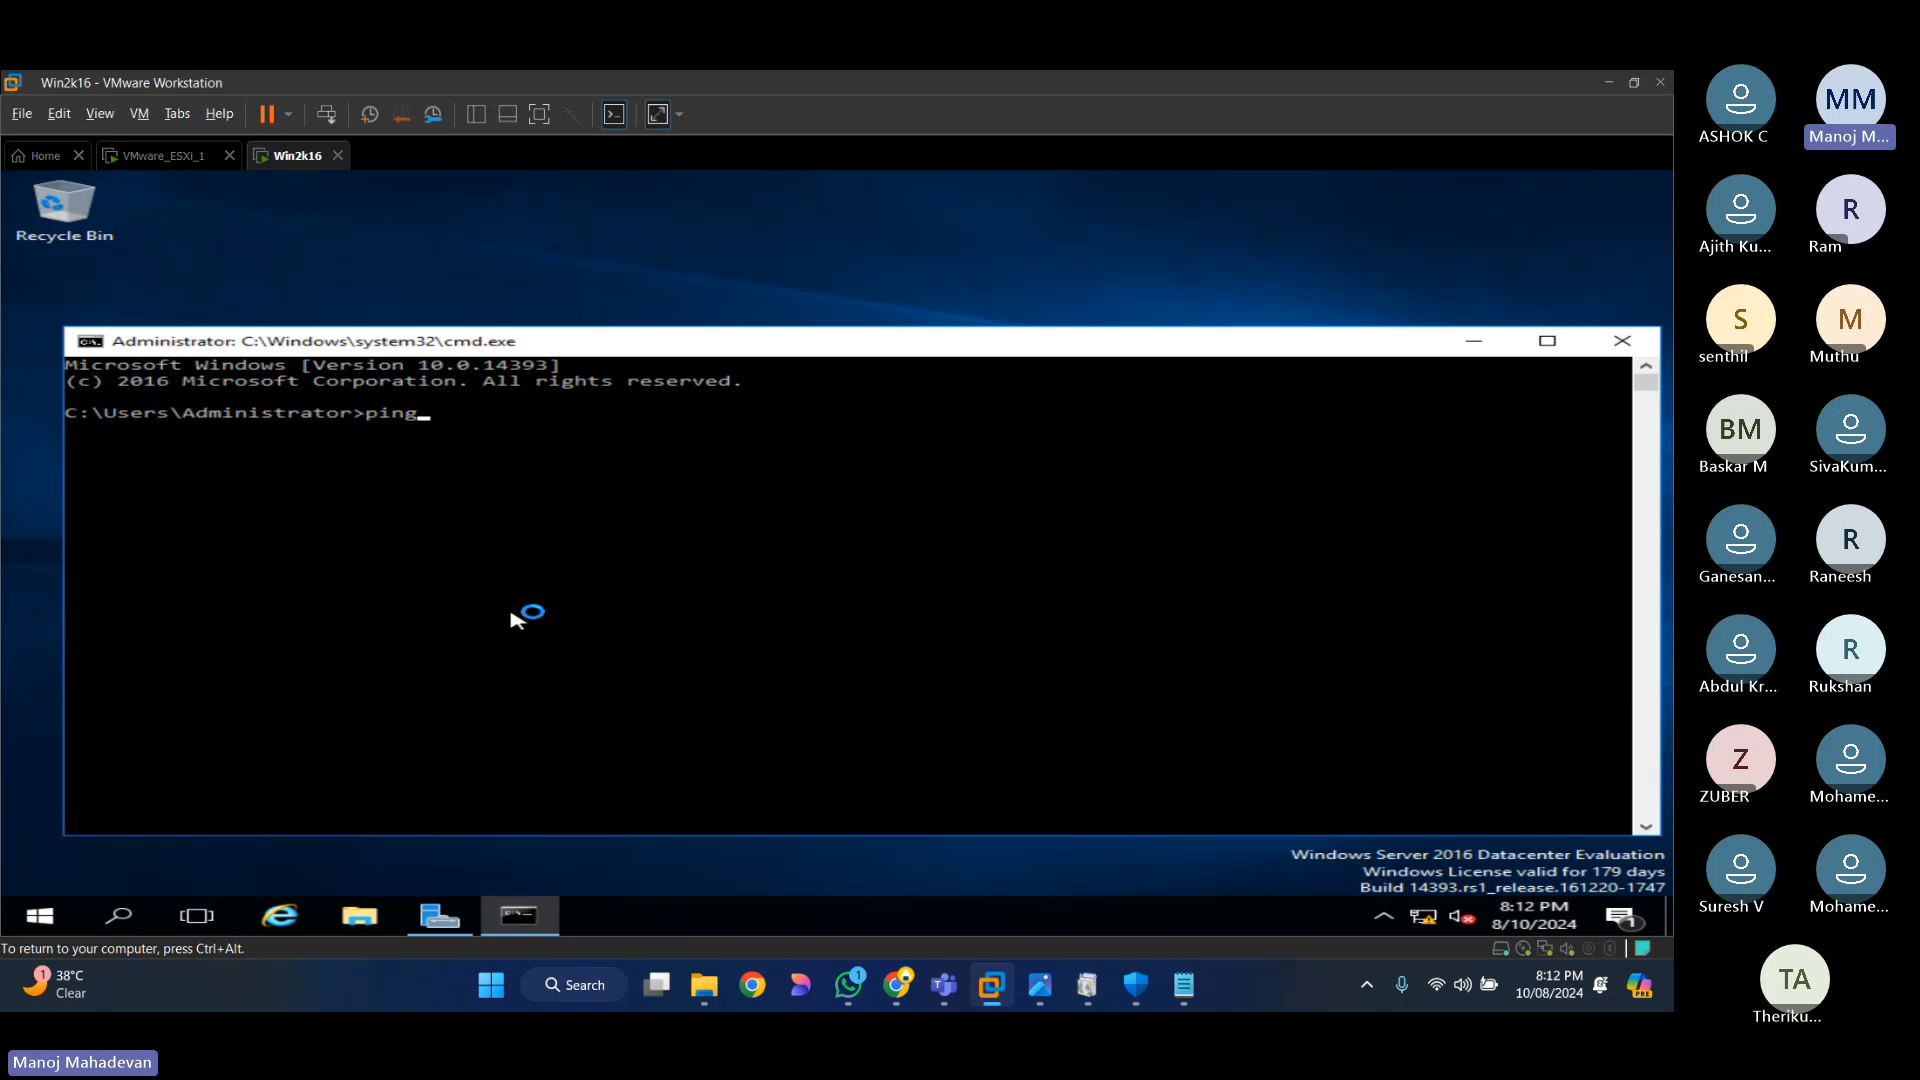 Win2k16 - VMware Workstation
File Edit View VM Tabs Help
Home VMware_ESXi_1 Win2k16
Recycle Bin
Administrator: C:\Windows\system32\cmd.exe
Microsoft Windows [Version 10.0.14393]
(c) 2016 Microsoft Corporation. All rights reserved.
C:\Users\Administrator>ping_
Windows Server 2016 Datacenter Evaluation
Windows License valid for 179 days
Build 14393.rs1_release.161220-1747
8:12 PM
8/10/2024
1
To return to your computer, press Ctrl+Alt.
1
38°C
Clear
Search
1
8:12 PM
10/08/2024
PRE
Manoj Mahadevan
ASHOK C
MM
Manoj M...
Ajith Ku...
R
Ram
S
senthil
M
Muthu
BM
Baskar M
SivaKum...
Ganesan...
R
Raneesh
Abdul Kr...
R
Rukshan
Z
ZUBER
Mohame...
Suresh V
Mohame...
TA
Theriku...